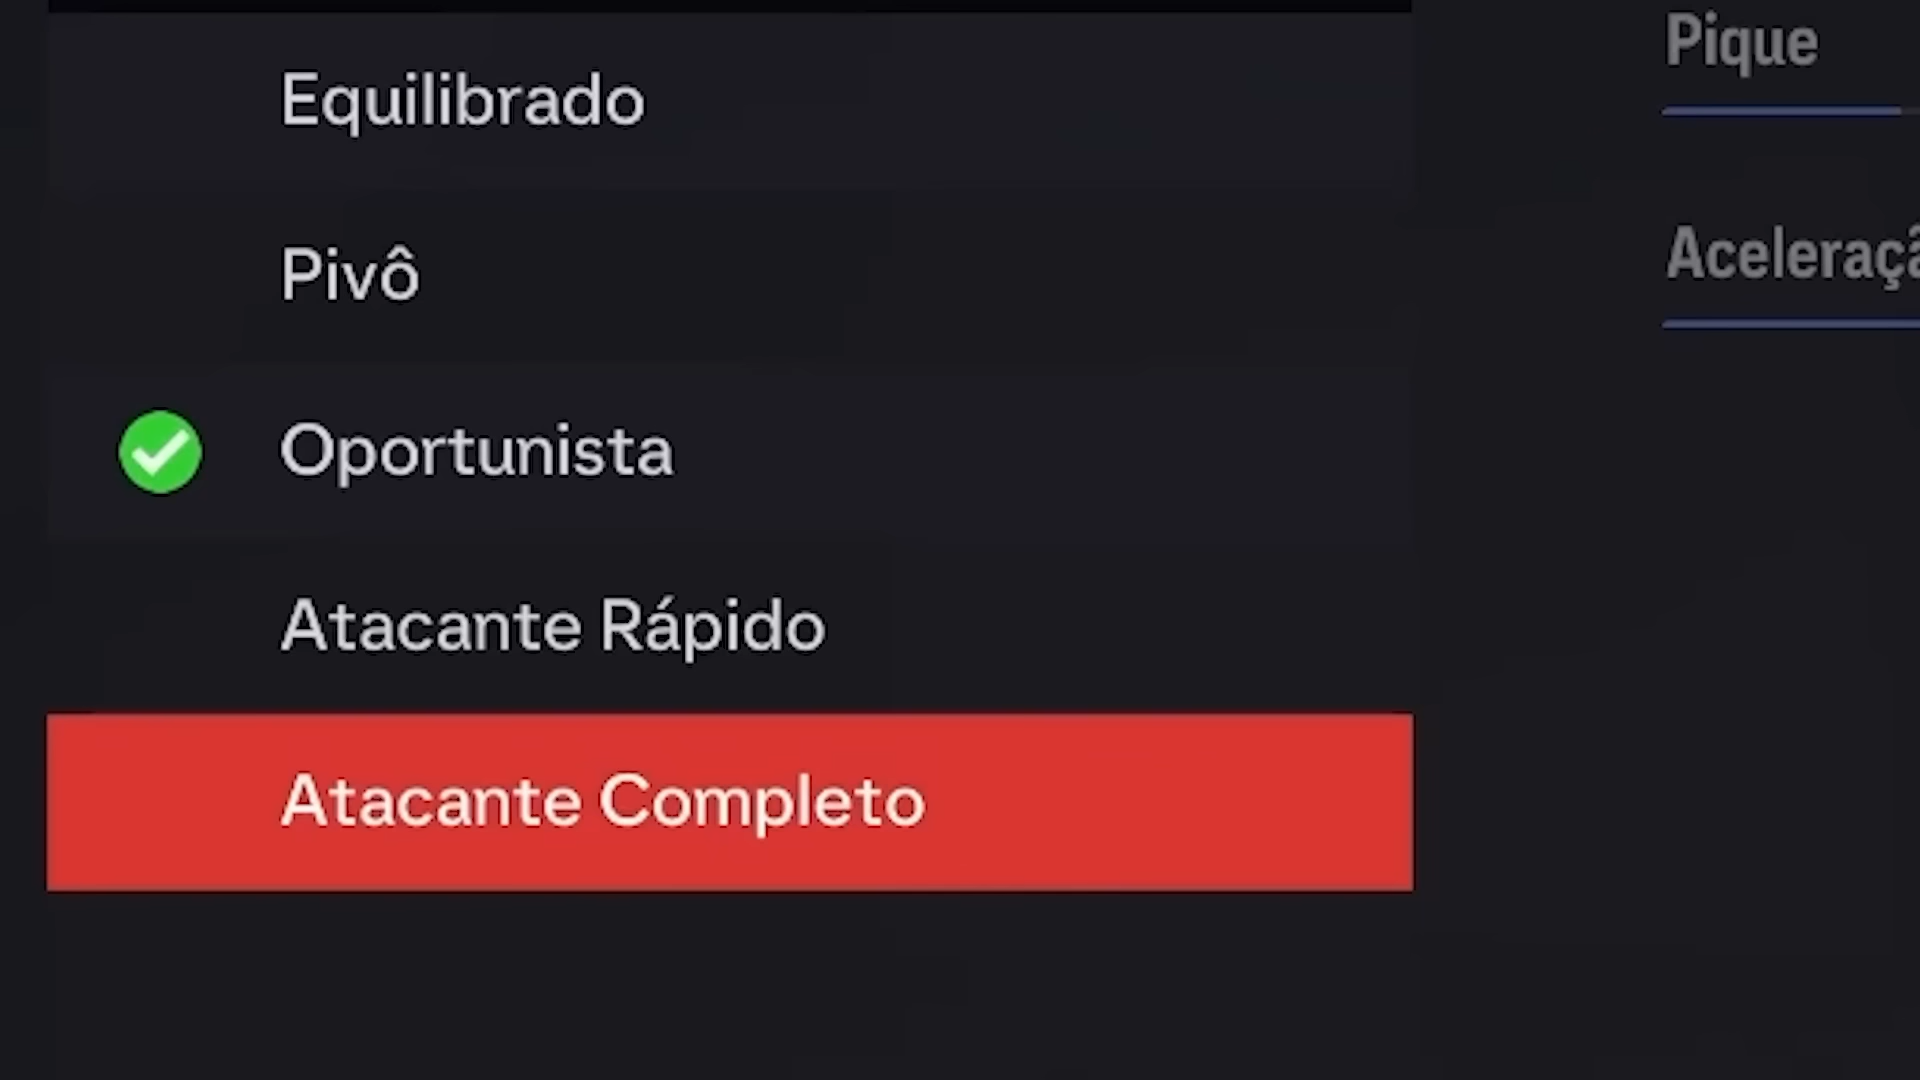 Equilibrado
Pivô
Oportunista
Atacante Rápido
Atacante Completo
Pique